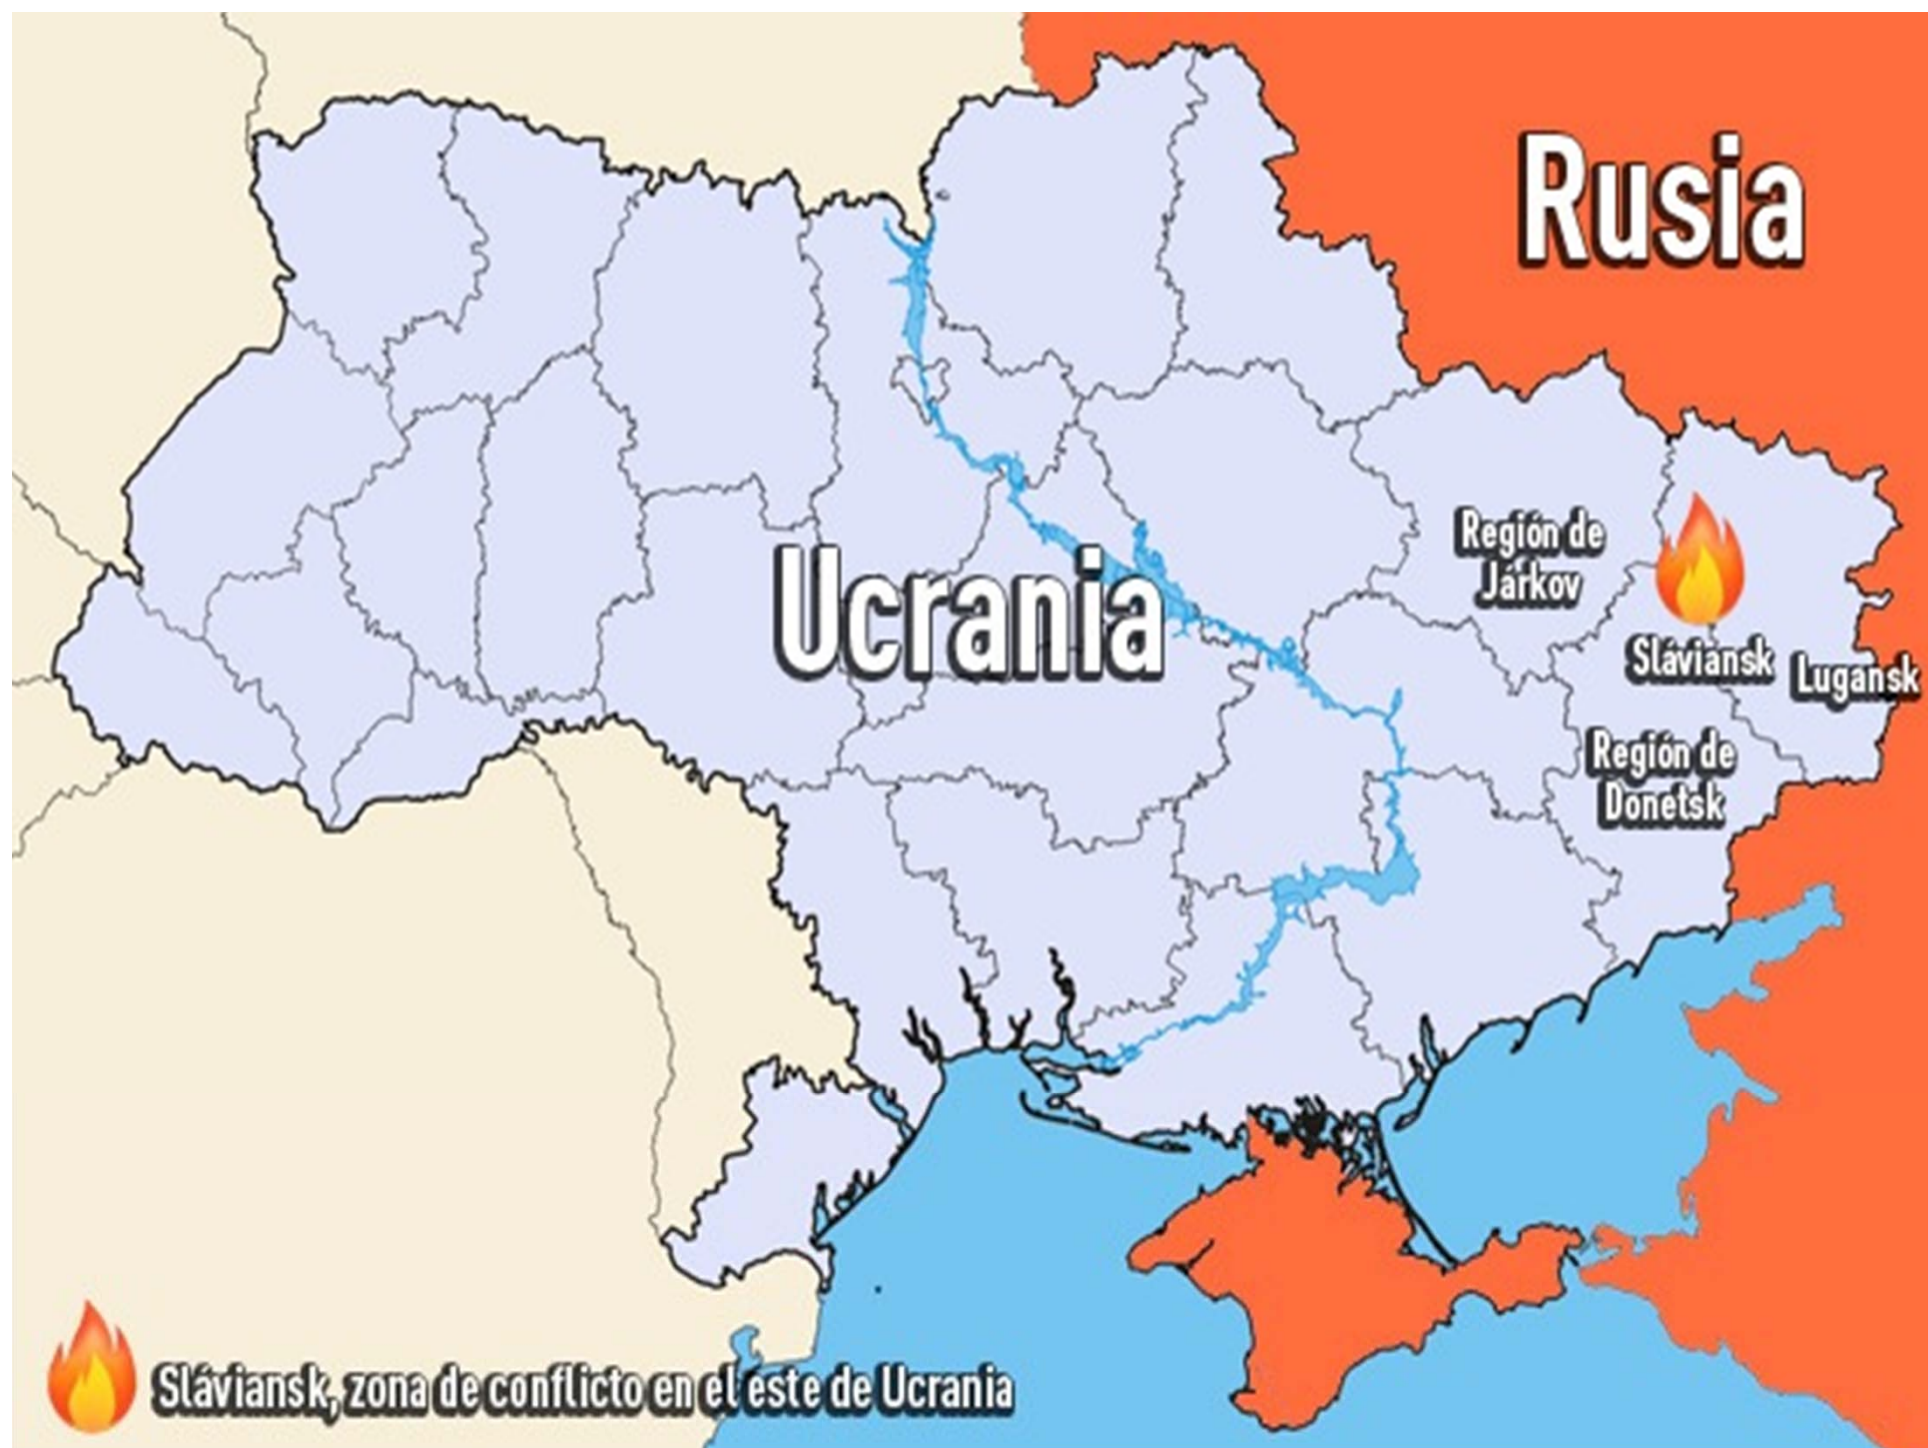 Rusia
Región de
Járkov
Ucrania
Sláviansk
Lugansk
Región de
Donetsk
Sláviansk, zona de conflicto en el este de Ucrania